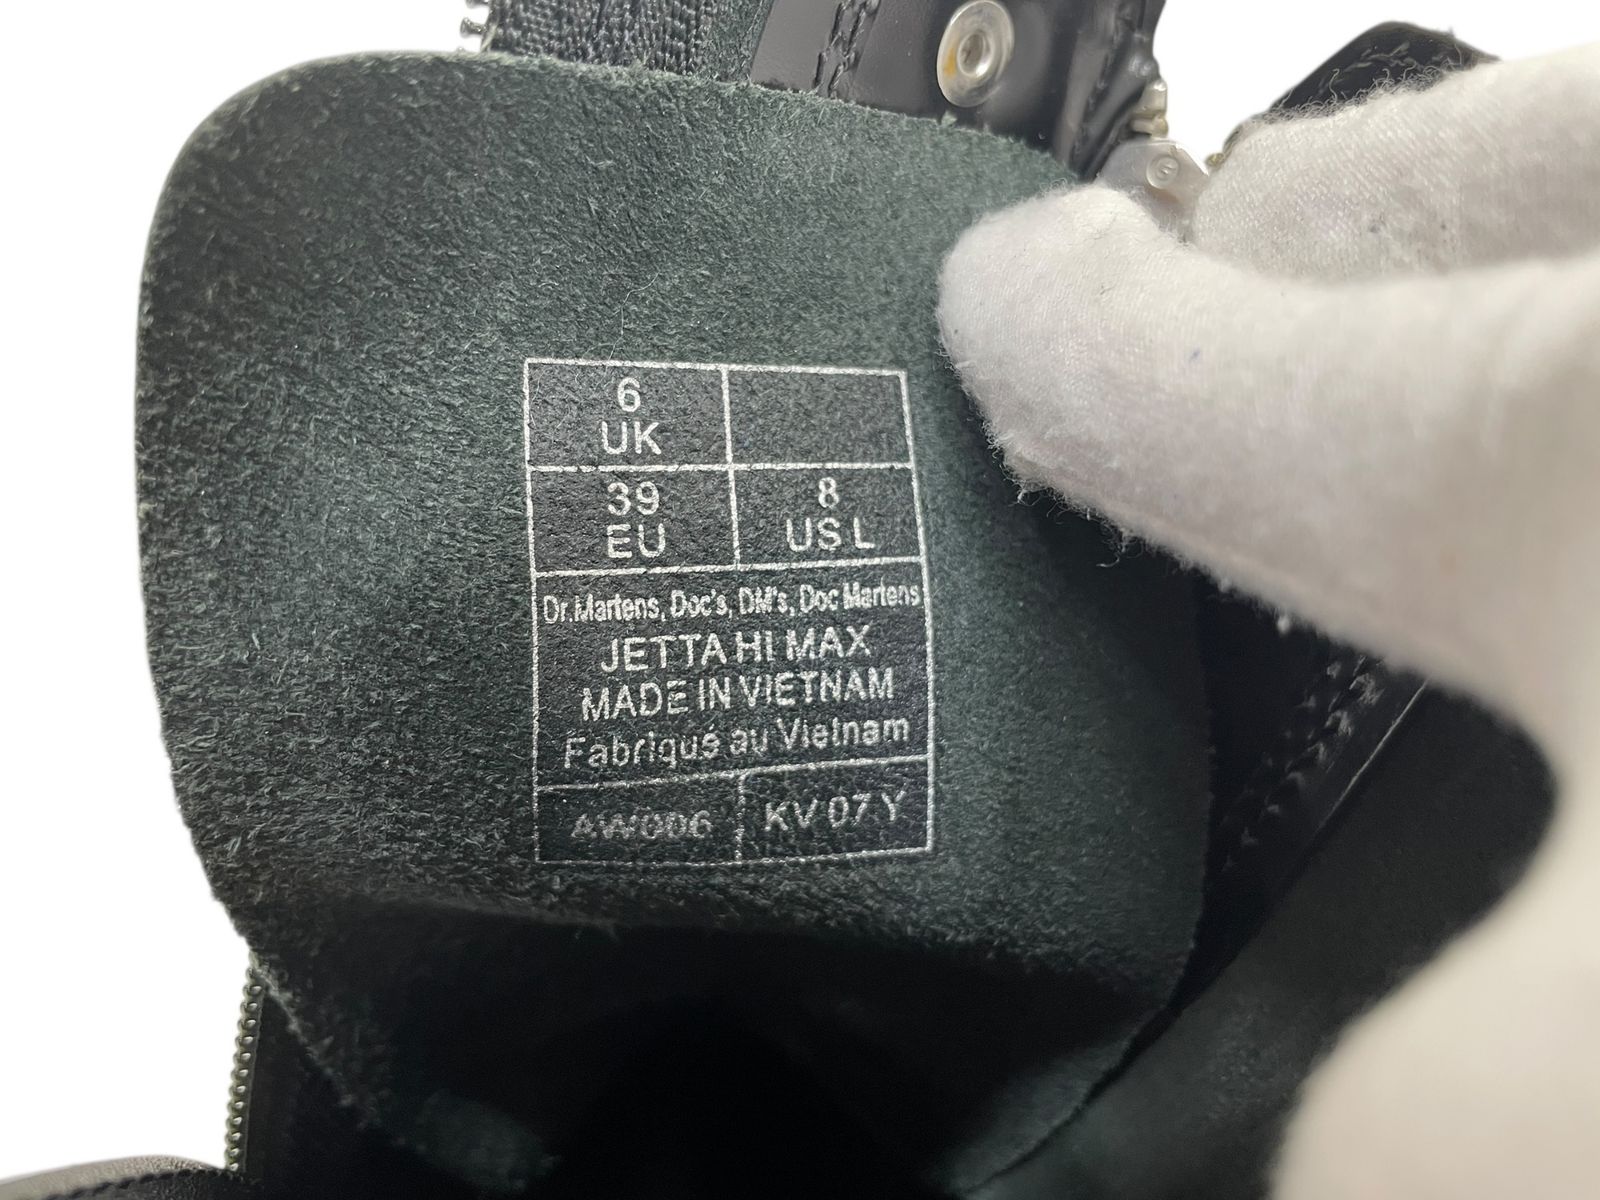 6
UK
39
EU
8
US L
Dr.Martens, Doc's, DM's, Doc Martens
JETTA HI MAX
MADE IN VIETNAM
Fabriqué au Vietnam
AW006
KV 07 Y